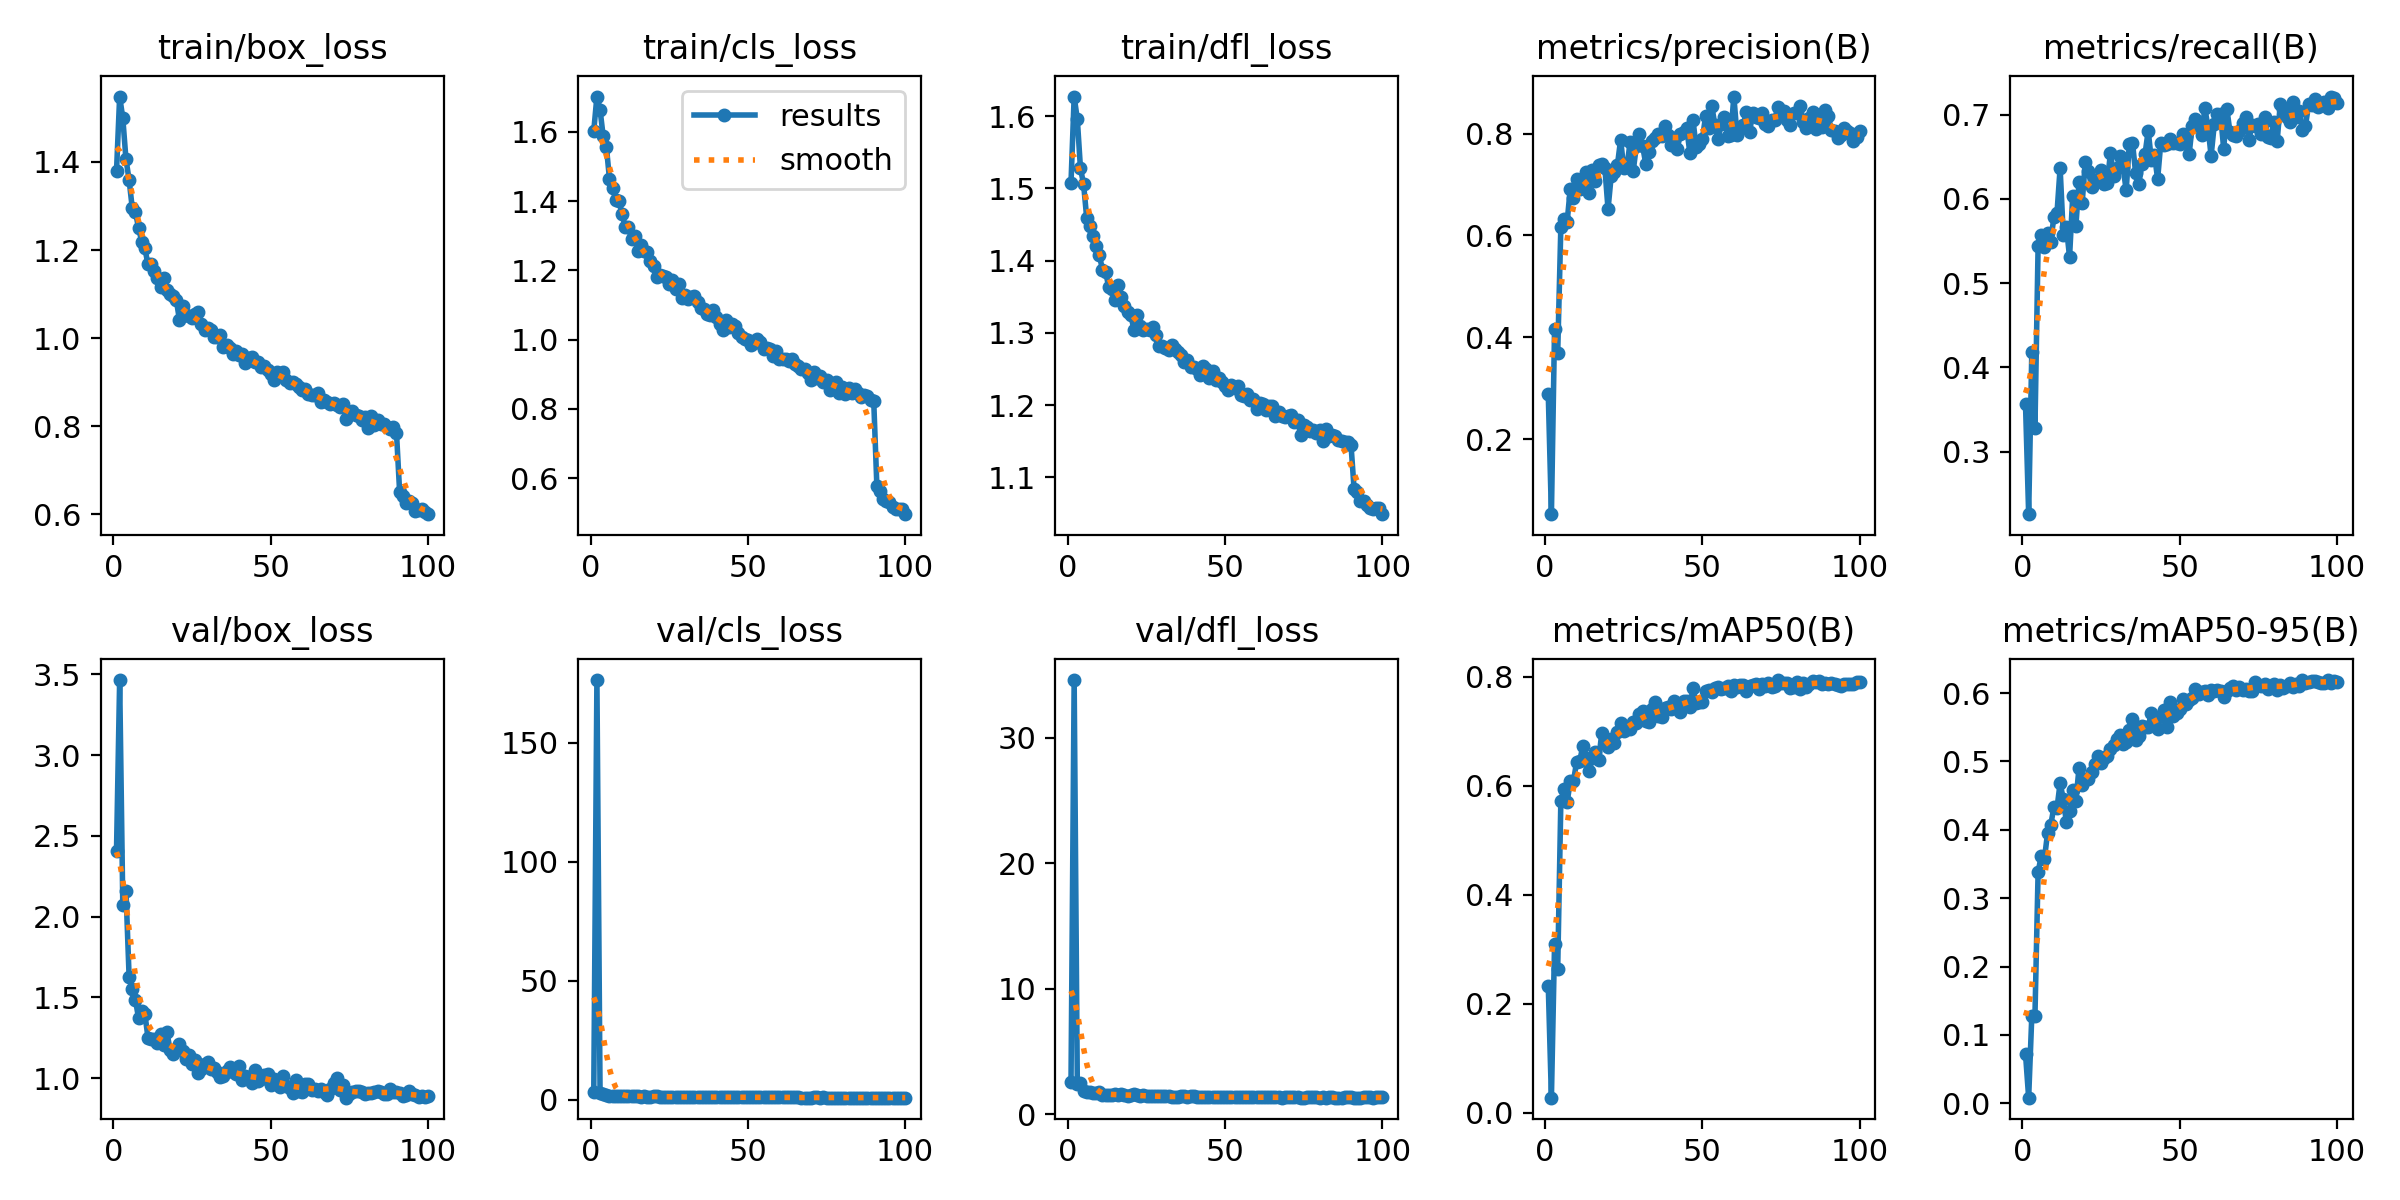 train/box_loss
1.4
1.2
1.0
0.8
0.6
0 50 100
train/cls_loss
results
smooth
1.6
1.4
1.2
1.0
0.8
0.6
0 50 100
train/dfl_loss
1.6
1.5
1.4
1.3
1.2
1.1
0 50 100
metrics/precision(B)
0.8
0.6
0.4
0.2
0 50 100
metrics/recall(B)
0.7
0.6
0.5
0.4
0.3
0 50 100
val/box_loss
3.5
3.0
2.5
2.0
1.5
1.0
0 50 100
val/cls_loss
150
100
50
0
0 50 100
val/dfl_loss
30
20
10
0
0 50 100
metrics/mAP50(B)
0.8
0.6
0.4
0.2
0.0
0 50 100
metrics/mAP50-95(B)
0.6
0.5
0.4
0.3
0.2
0.1
0.0
0 50 100